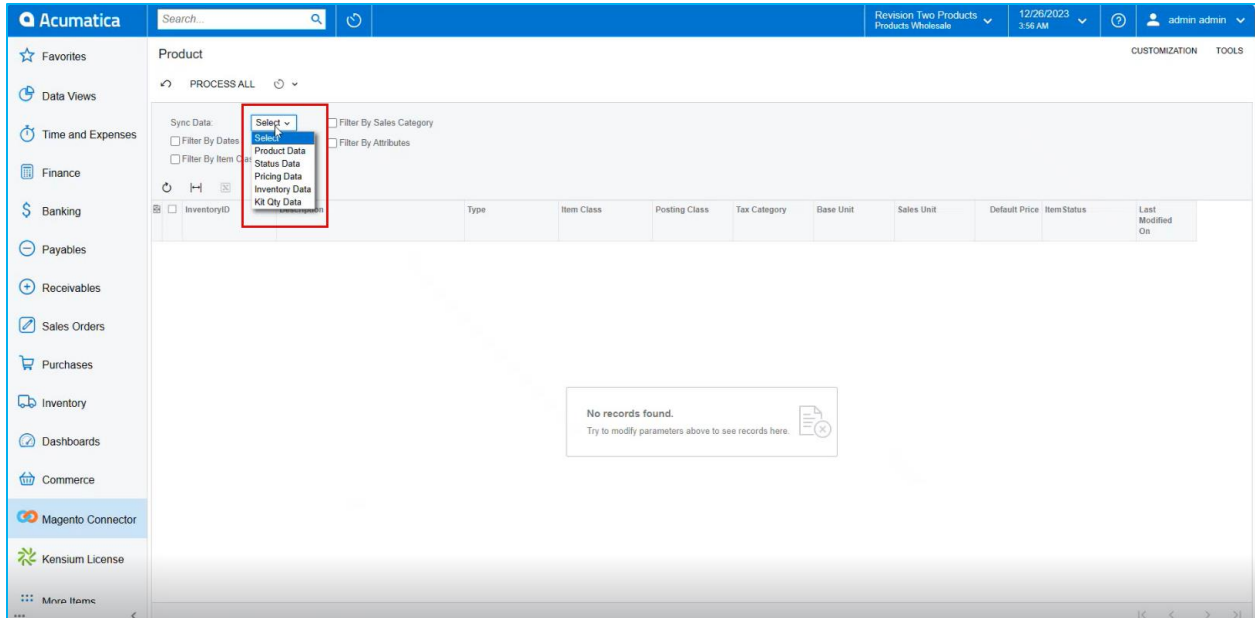 Acumatica
Search...
Revision Two Products
Products Wholesale
12/26/2023
3:56 AM
admin admin
Favorites
Data Views
Time and Expenses
Finance
Banking
Payables
Receivables
Sales Orders
Purchases
Inventory
Dashboards
Commerce
Magento Connector
Kensium License
More Items
Product
CUSTOMIZATION TOOLS
PROCESS ALL
Sync Data: Select
Filter By Sales Category
Filter By Dates
Filter By Attributes
Filter By Item
Select
Product Data
Status Data
Pricing Data
Inventory Data
Kit Qty Data
InventoryID Description Type Item Class Posting Class Tax Category Base Unit Sales Unit Default Price ItemStatus Last
Modified
On
No records found.
Try to modify parameters above to see records here.